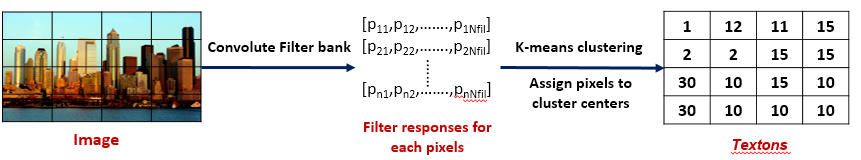 Image
Convolute Filter bank
[p11,p12,.......,p1Nfil]
[p21,p22,.......,p2Nfil]
[pn1,pn2,.......,pnNfil]
Filter responses for
each pixels
K-means clustering
Assign pixels to
cluster centers
1 12 11 15
2 2 15 15
30 10 15 10
30 10 10 10
Textons